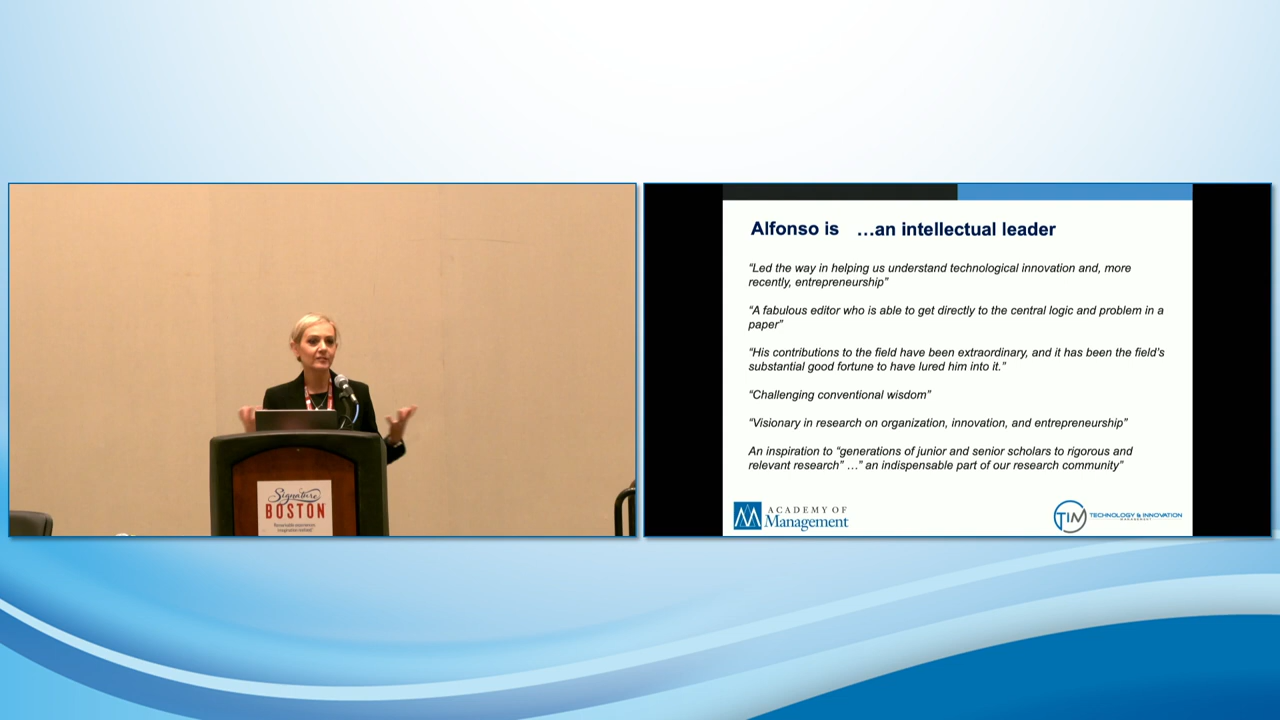 Signature
BOSTON
Alfonso is …an intellectual leader
“Led the way in helping us understand technological innovation and, more
recently, entrepreneurship”
“A fabulous editor who is able to get directly to the central logic and problem in a
paper”
“His contributions to the field have been extraordinary, and it has been the field’s
substantial good fortune to have lured him into it.”
“Challenging conventional wisdom”
“Visionary in research on organization, innovation, and entrepreneurship”
An inspiration to “generations of junior and senior scholars to rigorous and
relevant research” …” an indispensable part of our research community”
ACADEMY OF
Management
TIM TECHNOLOGY & INNOVATION
MANAGEMENT